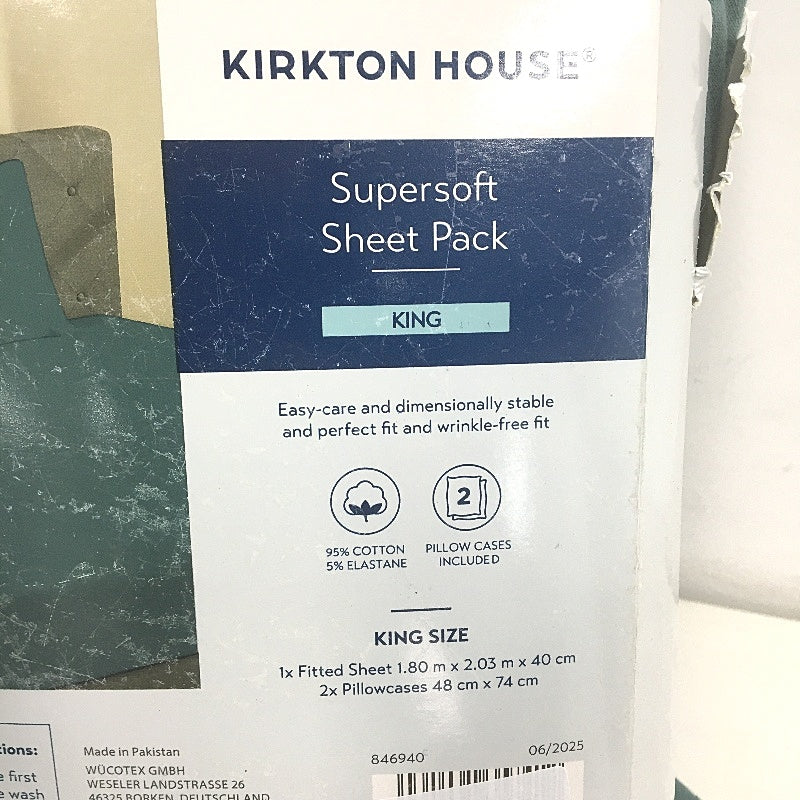 KIRKTON HOUSE®
Supersoft
Sheet Pack
KING
Easy-care and dimensionally stable
and perfect fit and wrinkle-free fit
2
95% COTTON
5% ELASTANE
PILLOW CASES
INCLUDED
KING SIZE
1x Fitted Sheet 1.80 m x 2.03 m x 40 cm
2x Pillowcases 48 cm x 74 cm
tions:
e first
e wash
Made in Pakistan
WÜCOTEX GMBH
WESELER LANDSTRASSE 26
46325 BORKEN, DEUTSCHLAND
846940
06/2025